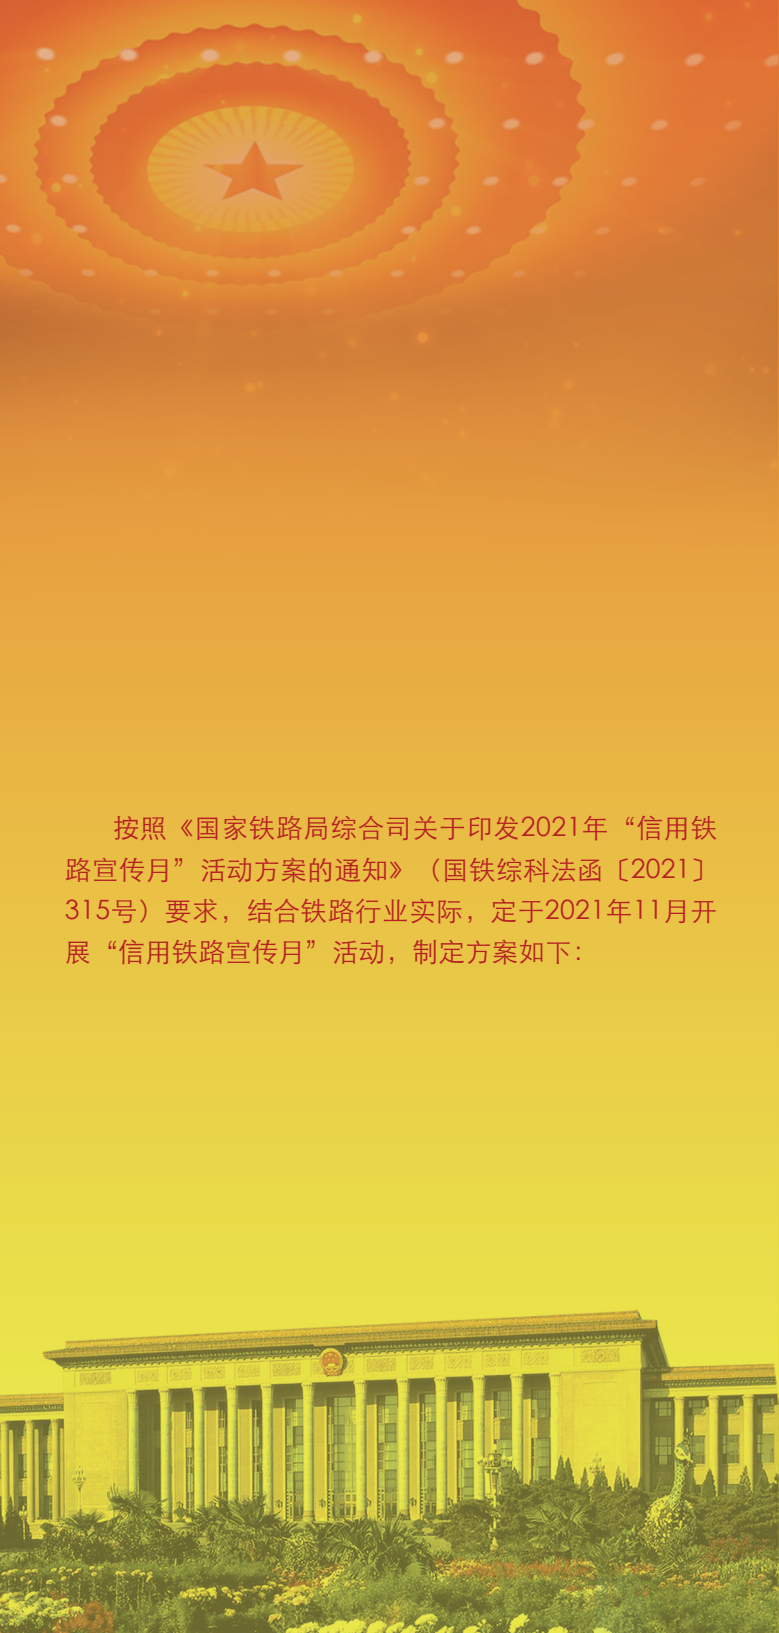 按照《国家铁路局综合司关于印发2021年“信用铁
路宣传月”活动方案的通知》（国铁综科法函〔2021〕
315号）要求，结合铁路行业实际，定于2021年11月开
展“信用铁路宣传月”活动，制定方案如下：